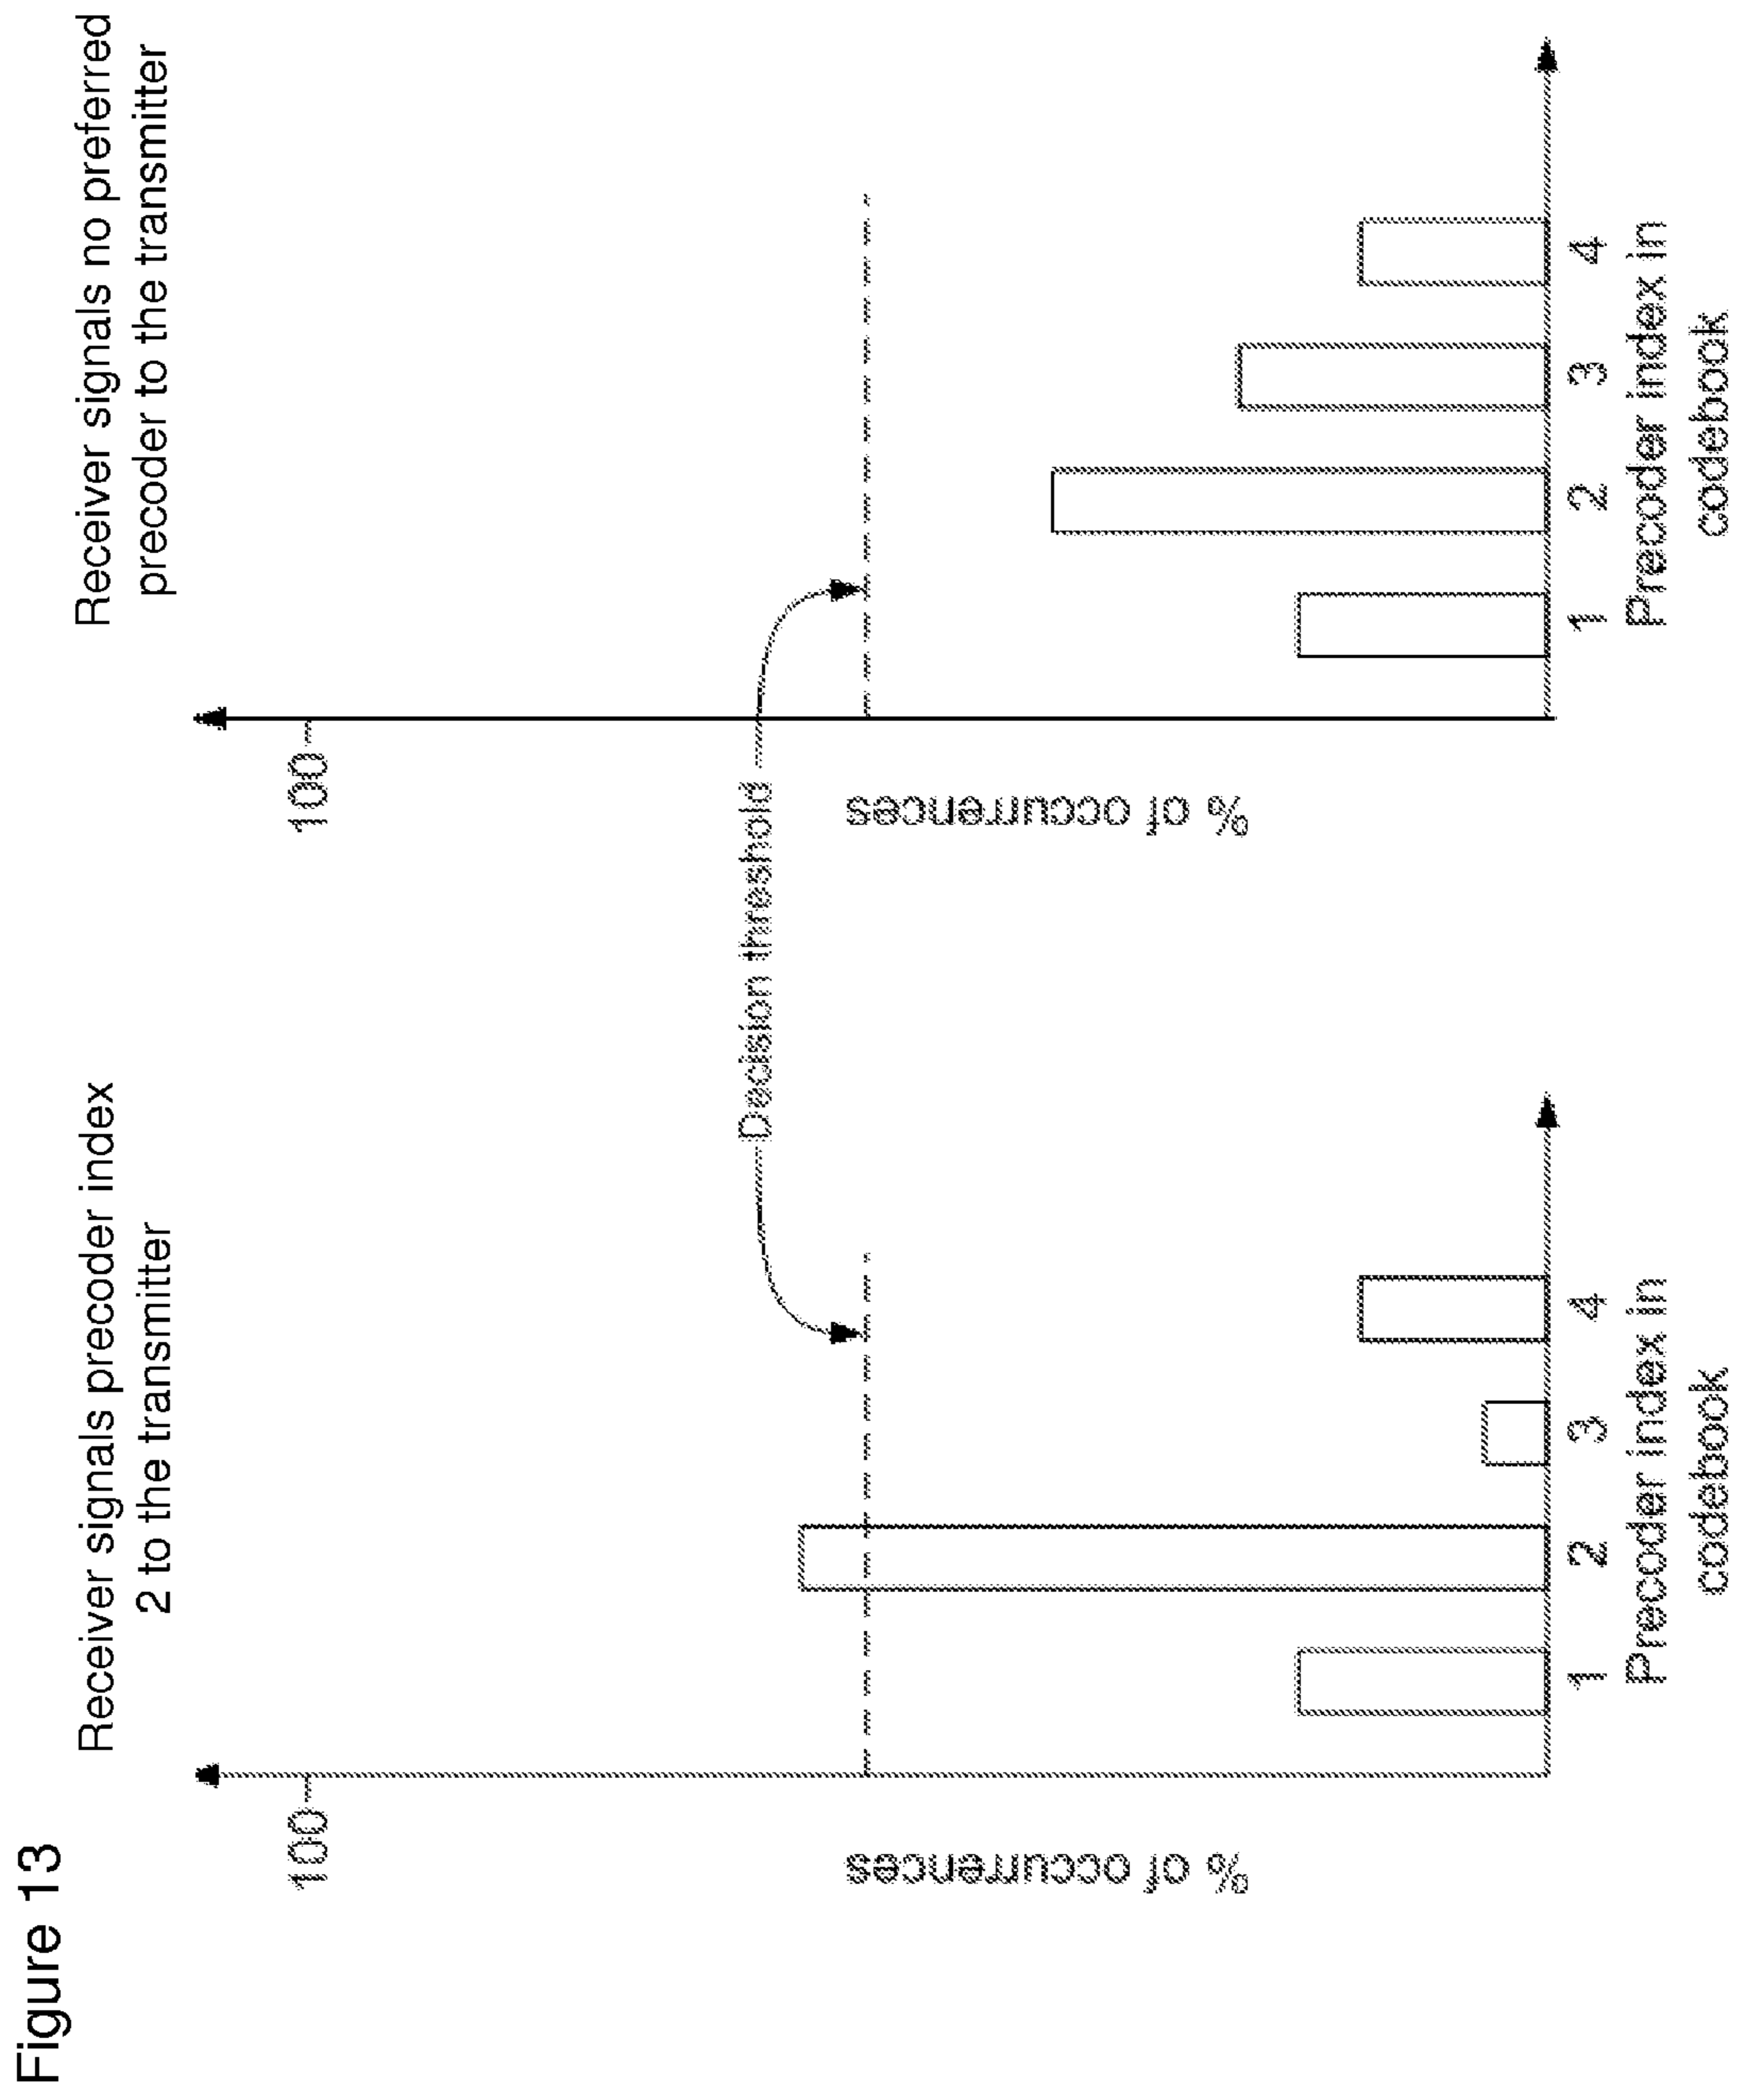 Figure 13
Receiver signals precoder index
2 to the transmitter
100
% of occurrences
1 2 3 4
Precoder index in
codebook
Decision threshold
Receiver signals no preferred
precoder to the transmitter
100
% of occurrences
1 2 3 4
Precoder index in
codebook